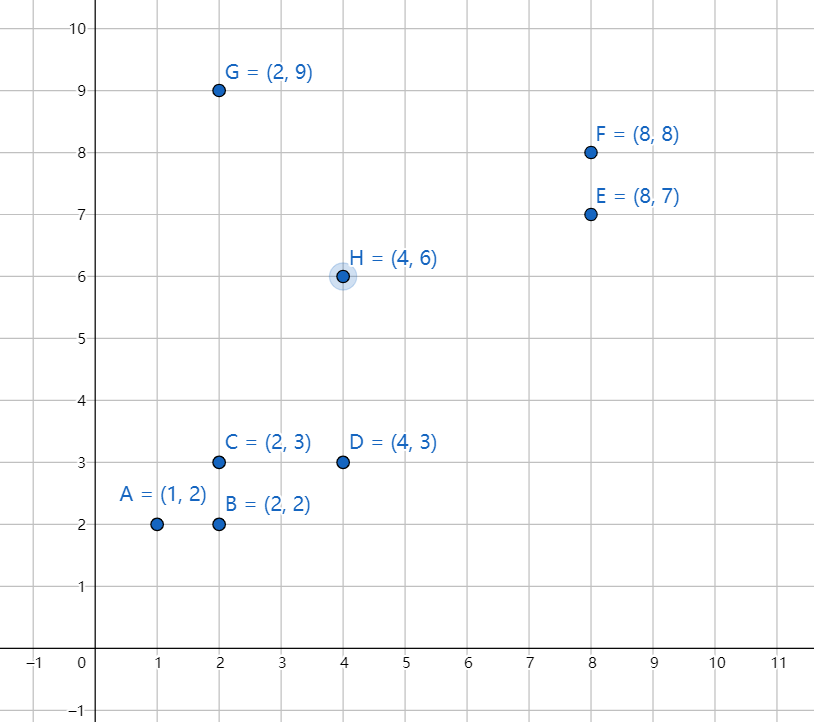 10
G = (2, 9)
9
F = (8, 8)
8
E = (8, 7)
7
H = (4, 6)
6
5
4
C = (2, 3) D = (4, 3)
3
A = (1, 2) B = (2, 2)
2
1
–1 0 1 2 3 4 5 6 7 8 9 10 11
–1